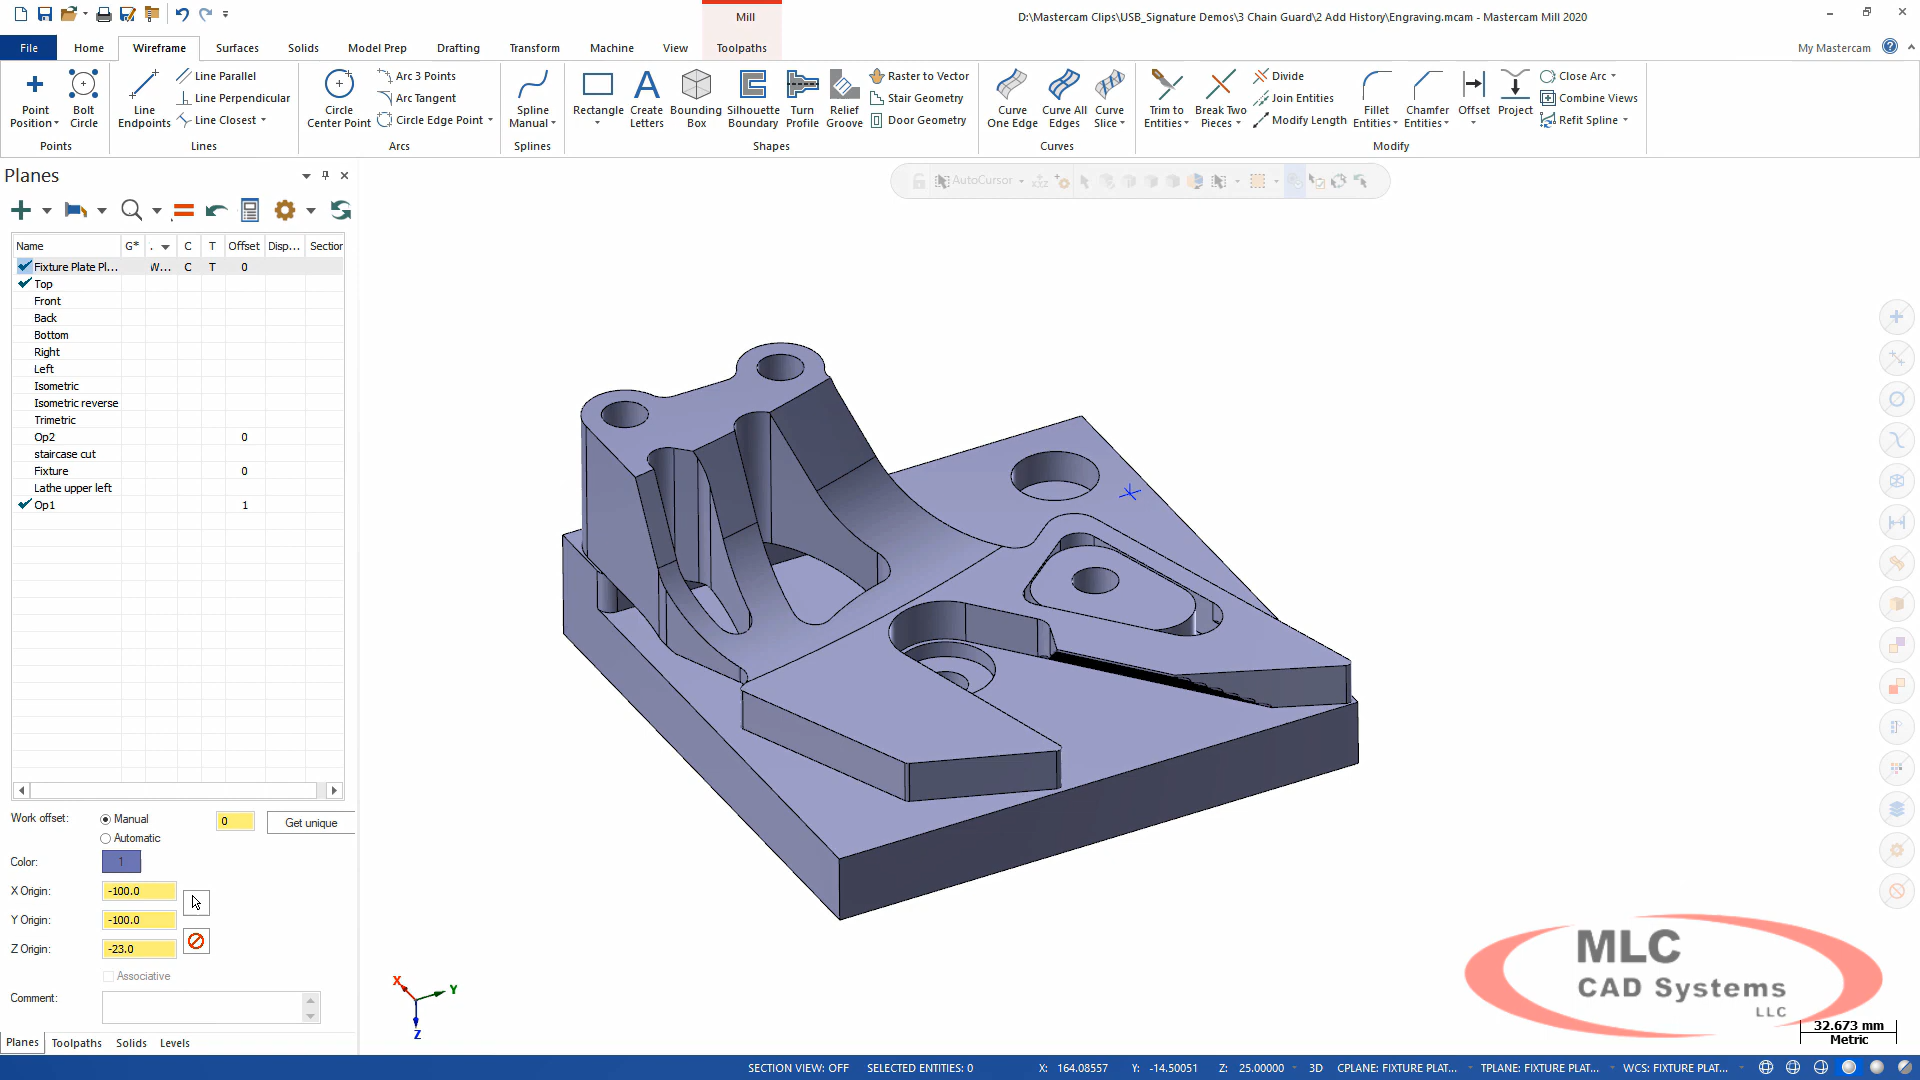 Mill
D:\Mastercam Clips\USB_Signature Demos\3 Chain Guard\2 Add History\Engraving.mcam - Mastercam Mill 2020
File Home Wireframe Surfaces Solids Model Prep Drafting Transform Machine View Toolpaths
My Mastercam
Point Position
Bolt Circle
Points
Line Endpoints
Line Parallel
Line Perpendicular
Line Closest
Lines
Circle Center Point
Arc 3 Points
Arc Tangent
Circle Edge Point
Arcs
Spline Manual
Splines
Rectangle
Create Letters
Bounding Box
Silhouette Boundary
Turn Profile
Relief Groove
Raster to Vector
Stair Geometry
Door Geometry
Shapes
Curve One Edge
Curve All Edges
Curve Slice
Curves
Trim to Entities
Break Two Pieces
Divide
Join Entities
Modify Length
Fillet Entities
Chamfer Entities
Offset
Project
Close Arc
Combine Views
Refit Spline
Modify
Planes
AutoCursor
Name G* . C T Offset Disp... Section
Fixture Plate Pl... W... C T 0
Top
Front
Back
Bottom
Right
Left
Isometric
Isometric reverse
Trimetric
Op2 0
staircase cut
Fixture 0
Lathe upper left
Op1 1
Work offset: Manual 0 Get unique
Automatic
Color: 1
X Origin: -100.0
Y Origin: -100.0
Z Origin: -23.0
Associative
Comment:
Planes Toolpaths Solids Levels
X Y Z
MLC
CAD Systems
LLC
32.673 mm
Metric
SECTION VIEW: OFF SELECTED ENTITIES: 0 X: 164.08557 Y: -14.50051 Z: 25.00000 3D CPLANE: FIXTURE PLAT... TPLANE: FIXTURE PLAT... WCS: FIXTURE PLAT...